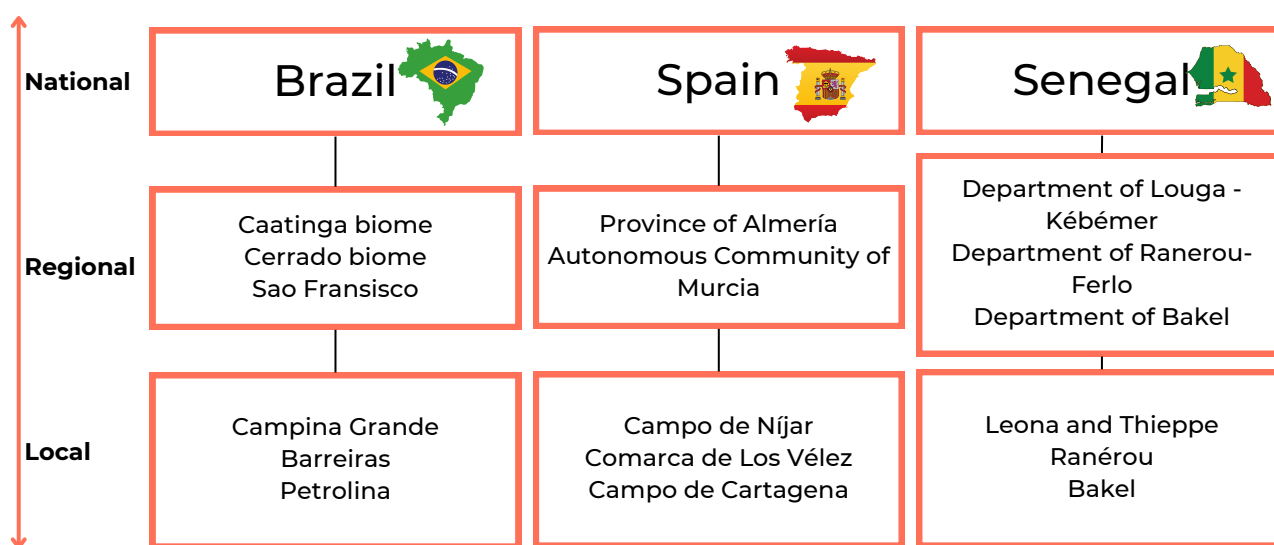 National
Brazil
Spain
Senegal
Regional
Caatinga biome
Cerrado biome
Sao Fransisco
Province of Almería
Autonomous Community of
Murcia
Department of Louga -
Kébémer
Department of Ranerou-
Ferlo
Department of Bakel
Local
Campina Grande
Barreiras
Petrolina
Campo de Níjar
Comarca de Los Vélez
Campo de Cartagena
Leona and Thieppe
Ranérou
Bakel